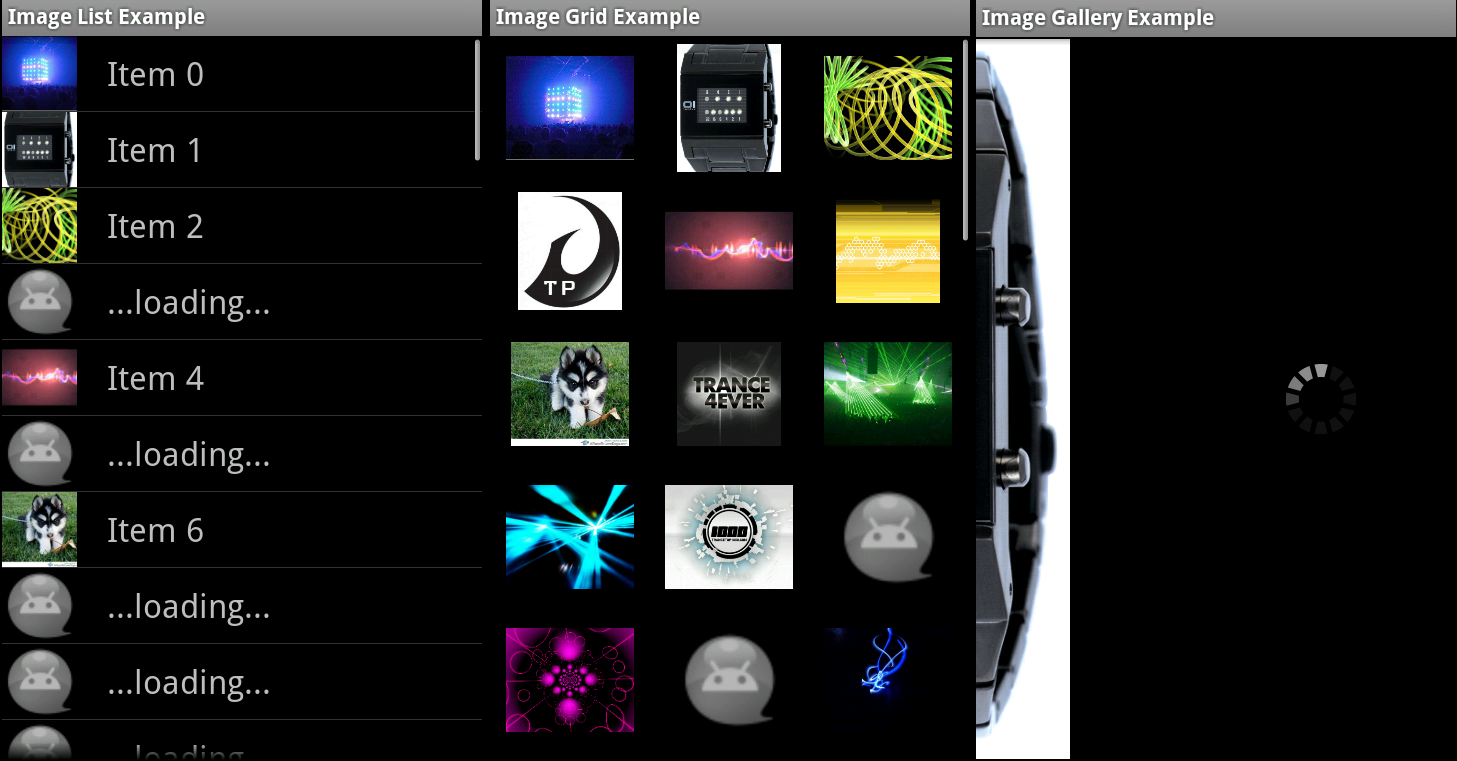 Image List Example
Item 0
Item 1
Item 2
...loading...
Item 4
...loading...
Item 6
...loading...
...loading...
...loading...
Image Grid Example
TP
TRANCE
4EVER
1000
Image Gallery Example